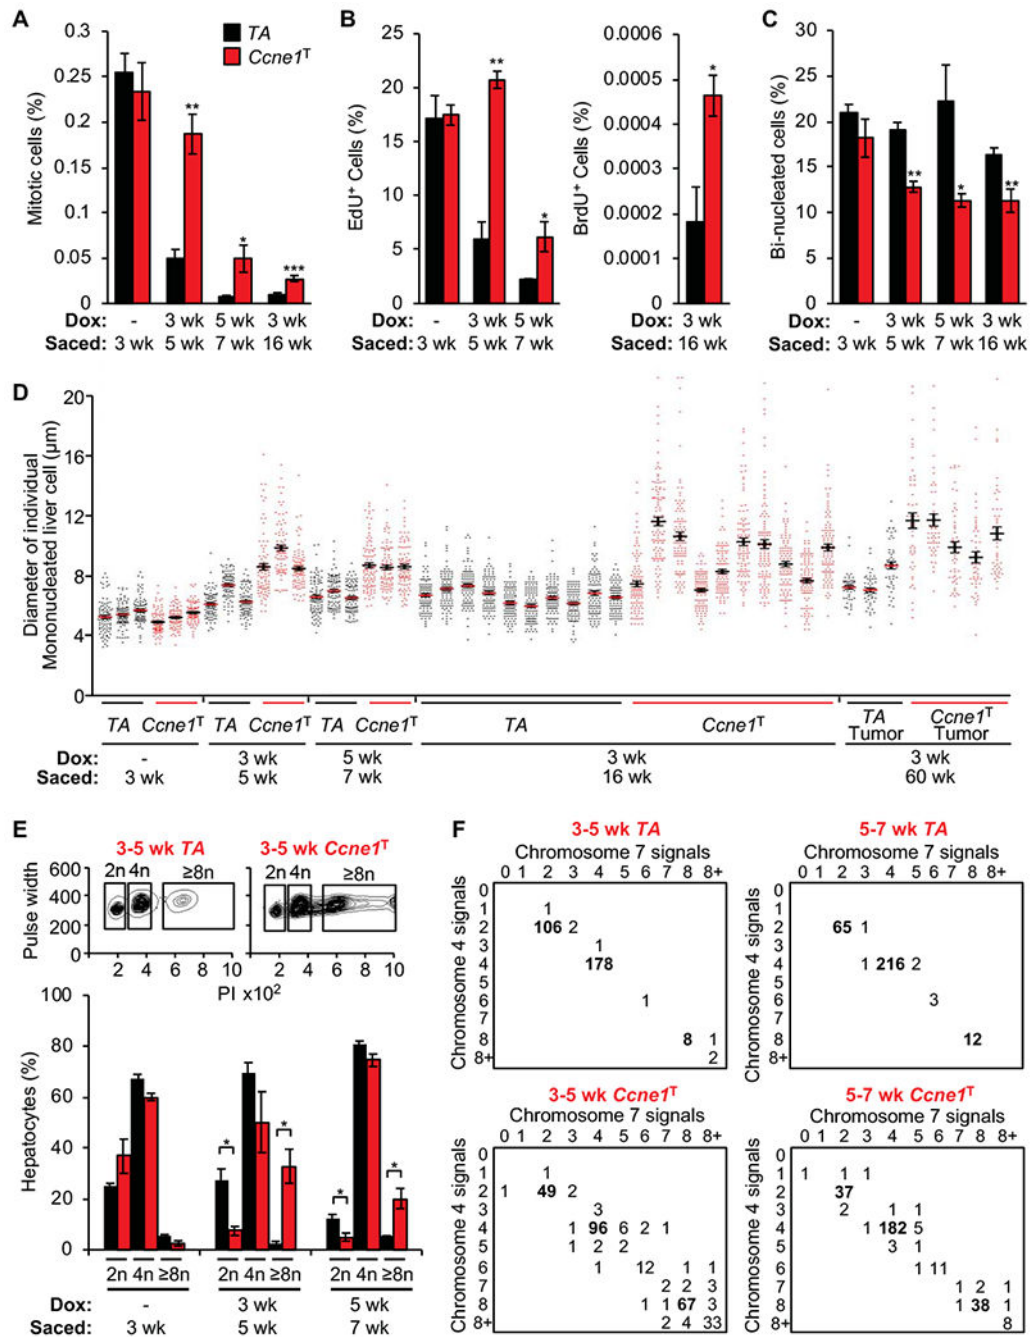 A
0.3
0.25
0.2
0.15
0.1
0.05
0
Mitotic cells (%)
TA
Ccne1ᵀ
** * ***
Dox: - 3 wk 5 wk 3 wk
Saced: 3 wk 5 wk 7 wk 16 wk
B
25
20
15
10
5
0
EdU⁺ Cells (%)
** *
Dox: - 3 wk 5 wk
Saced: 3 wk 5 wk 7 wk
0.0006
0.0005
0.0004
0.0003
0.0002
0.0001
0
BrdU⁺ Cells (%)
*
Dox: 3 wk
Saced: 16 wk
C
30
25
20
15
10
5
0
Bi-nucleated cells (%)
** * **
Dox: - 3 wk 5 wk 3 wk
Saced: 3 wk 5 wk 7 wk 16 wk
D
20
16
12
8
4
0
Diameter of individual
Mononucleated liver cell (μm)
TA Ccne1ᵀ TA Ccne1ᵀ TA Ccne1ᵀ TA Ccne1ᵀ TA Tumor Ccne1ᵀ Tumor
Dox: - 3 wk 5 wk 3 wk 3 wk
Saced: 3 wk 5 wk 7 wk 16 wk 60 wk
E
3-5 wk TA 3-5 wk Ccne1ᵀ
2n 4n ≥8n 2n 4n ≥8n
600
400
200
0
Pulse width
2 4 6 8 10 2 4 6 8 10
PI x10²
100
80
60
40
20
0
Hepatocytes (%)
* * * *
2n 4n ≥8n 2n 4n ≥8n 2n 4n ≥8n
Dox: - 3 wk 5 wk
Saced: 3 wk 5 wk 7 wk
F
3-5 wk TA
Chromosome 7 signals
0 1 2 3 4 5 6 7 8 8+
Chromosome 4 signals
0
1 1
2 106 2
3 1
4 178
5
6 1
7
8 8 1
8+ 2
5-7 wk TA
Chromosome 7 signals
0 1 2 3 4 5 6 7 8 8+
Chromosome 4 signals
0
1
2 65 1
3
4 1 216 2
5
6 3
7
8 12
8+
3-5 wk Ccne1ᵀ
Chromosome 7 signals
0 1 2 3 4 5 6 7 8 8+
Chromosome 4 signals
0
1 1
2 1 49 2
3 3
4 1 96 6 2 1
5 1 2 2
6 1 12 1 1
7 2 2 3
8 1 1 67 3
8+ 2 4 33
5-7 wk Ccne1ᵀ
Chromosome 7 signals
0 1 2 3 4 5 6 7 8 8+
Chromosome 4 signals
0
1 1 1 1
2 37
3 2 1 1
4 1 182 5
5 3 1
6 1 11
7 1 2 1
8 1 38 1
8+ 8